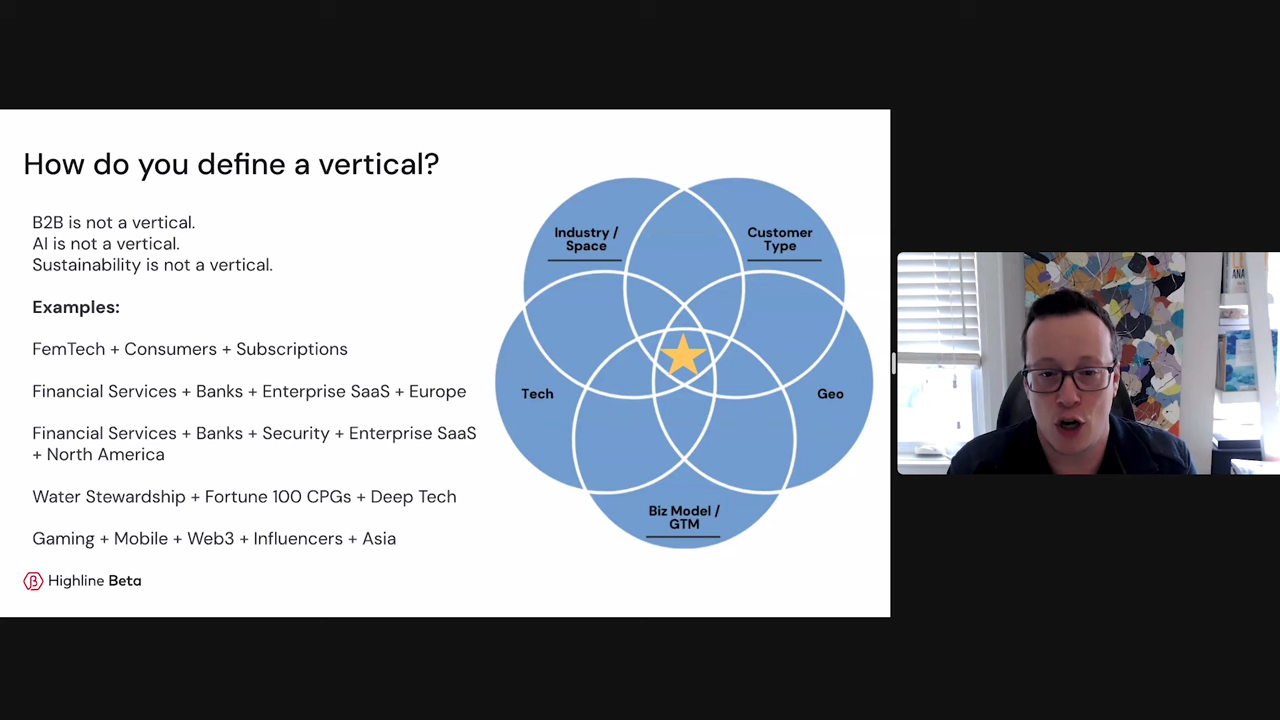 How do you define a vertical?
B2B is not a vertical.
AI is not a vertical.
Sustainability is not a vertical.
Examples:
FemTech + Consumers + Subscriptions
Financial Services + Banks + Enterprise SaaS + Europe
Financial Services + Banks + Security + Enterprise SaaS
+ North America
Water Stewardship + Fortune 100 CPGs + Deep Tech
Gaming + Mobile + Web3 + Influencers + Asia
Highline Beta
Industry /
Space
Customer
Type
Tech
Geo
Biz Model /
GTM
ANA